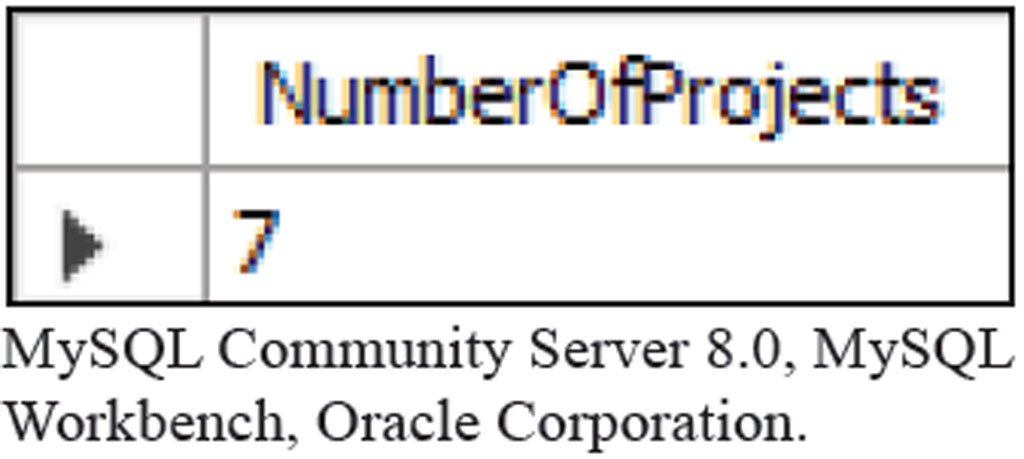 NumberOfProjects
7
MySQL Community Server 8.0, MySQL
Workbench, Oracle Corporation.